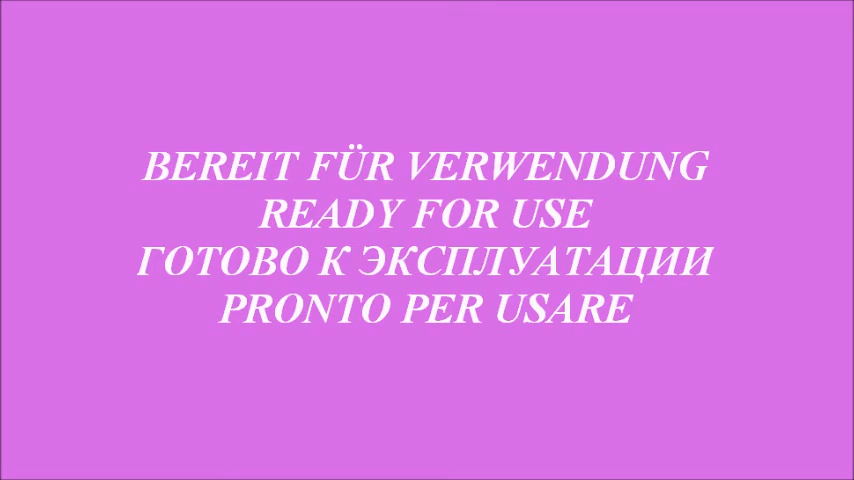 BEREIT FÜR VERWENDUNG
READY FOR USE
ГОТОВО К ЭКСПЛУАТАЦИИ
PRONTO PER USARE